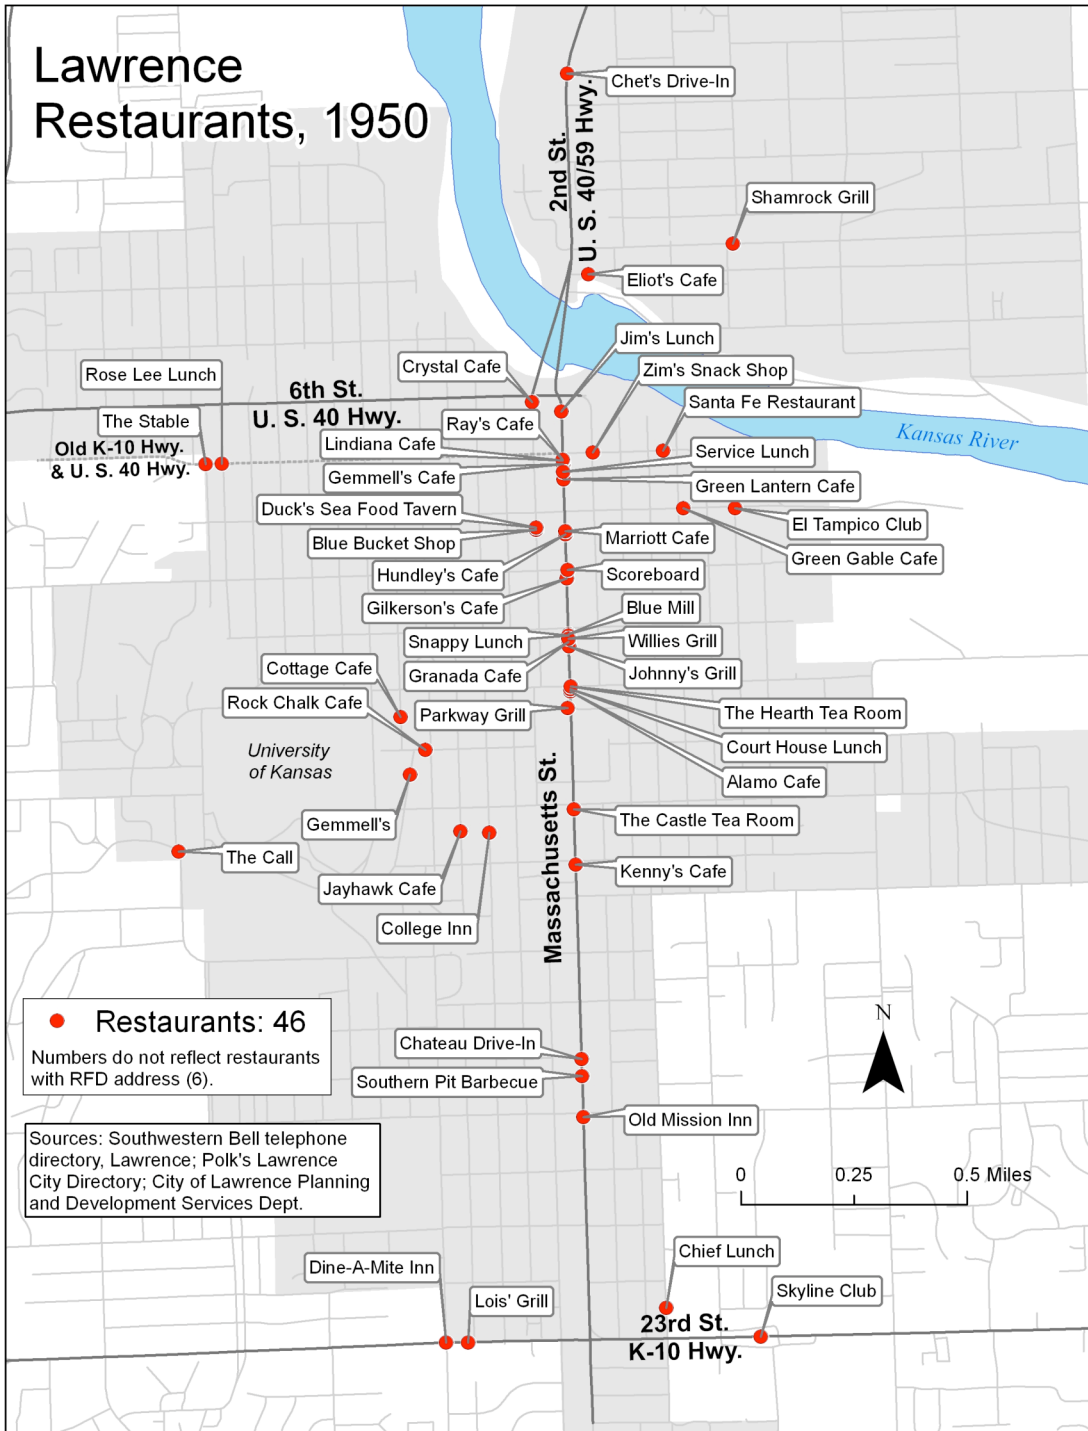 Lawrence
Restaurants, 1950
Chet's Drive-In
2nd St.
U. S. 40/59 Hwy.
Shamrock Grill
Eliot's Cafe
Jim's Lunch
Crystal Cafe
Zim's Snack Shop
Rose Lee Lunch
6th St.
U. S. 40 Hwy.
Santa Fe Restaurant
The Stable
Ray's Cafe
Kansas River
Old K-10 Hwy.
& U. S. 40 Hwy.
Lindiana Cafe
Service Lunch
Gemmell's Cafe
Green Lantern Cafe
Duck's Sea Food Tavern
El Tampico Club
Blue Bucket Shop
Marriott Cafe
Green Gable Cafe
Hundley's Cafe
Scoreboard
Gilkerson's Cafe
Blue Mill
Snappy Lunch
Willies Grill
Cottage Cafe
Granada Cafe
Johnny's Grill
Rock Chalk Cafe
Parkway Grill
The Hearth Tea Room
University
of Kansas
Court House Lunch
Alamo Cafe
Massachusetts St.
Gemmell's
The Castle Tea Room
The Call
Kenny's Cafe
Jayhawk Cafe
College Inn
Restaurants: 46
Numbers do not reflect restaurants
with RFD address (6).
N
Chateau Drive-In
Southern Pit Barbecue
Old Mission Inn
Sources: Southwestern Bell telephone
directory, Lawrence; Polk's Lawrence
City Directory; City of Lawrence Planning
and Development Services Dept.
0 0.25 0.5 Miles
Chief Lunch
Dine-A-Mite Inn
Lois' Grill
Skyline Club
23rd St.
K-10 Hwy.